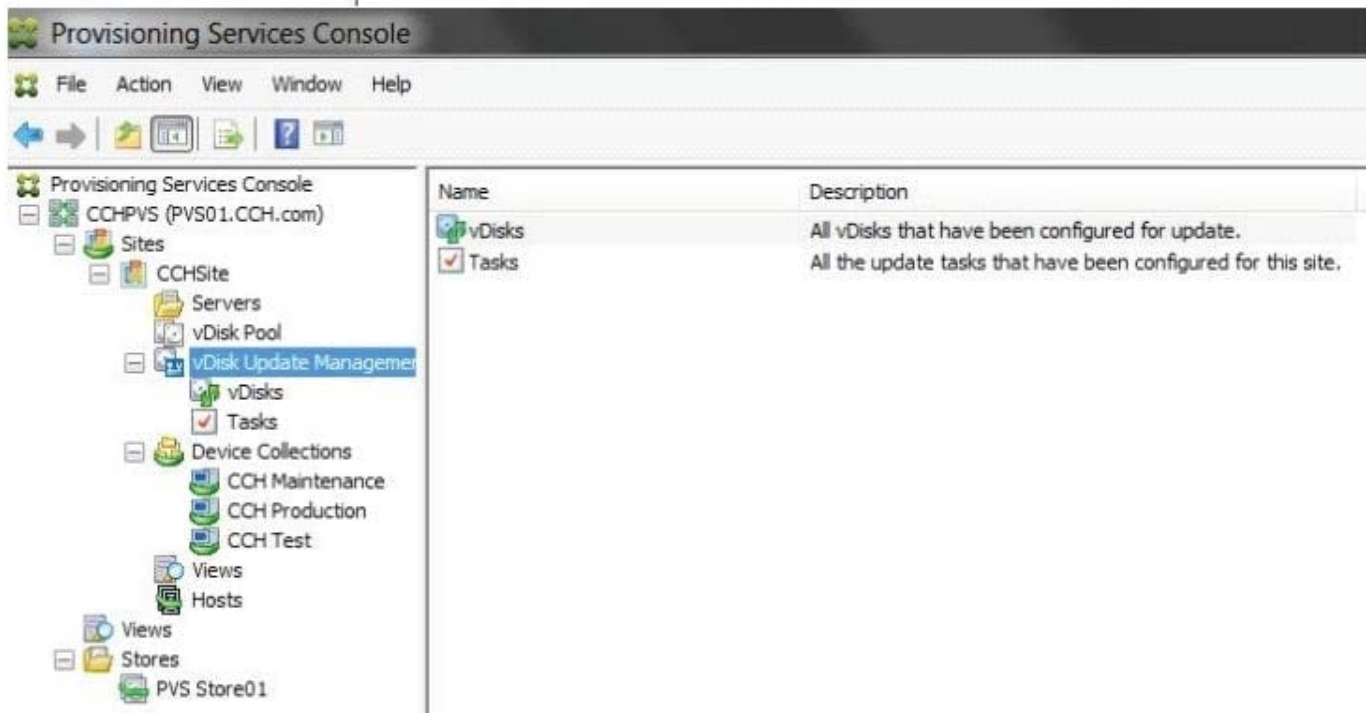 Provisioning Services Console
File Action View Window Help
Provisioning Services Console
CCHPVS (PVS01.CCH.com)
Sites
CCHSite
Servers
vDisk Pool
vDisk Update Managemer
vDisks
Tasks
Device Collections
CCH Maintenance
CCH Production
CCH Test
Views
Hosts
Views
Stores
PVS Store01
Name Description
vDisks All vDisks that have been configured for update.
Tasks All the update tasks that have been configured for this site.